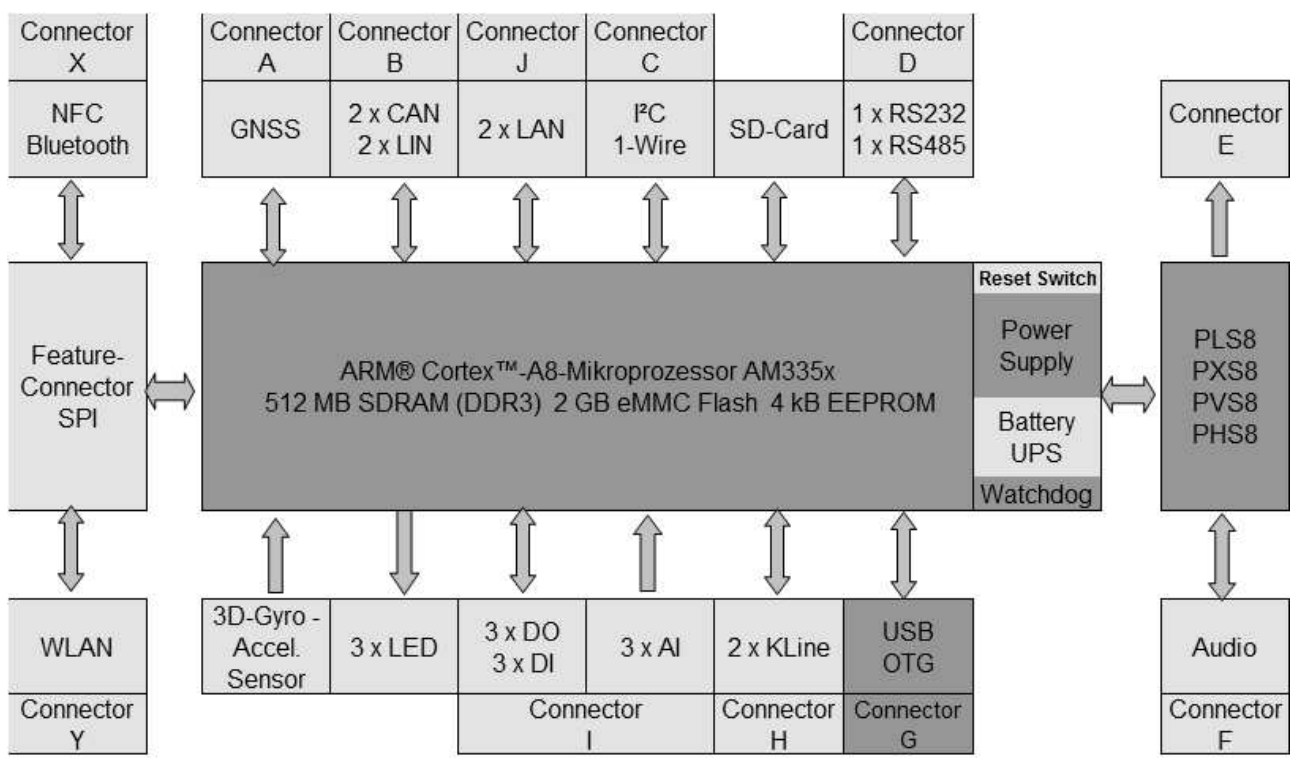 Connector
X
Connector
A
Connector
B
Connector
J
Connector
C
Connector
D
NFC
Bluetooth
GNSS
2 x CAN
2 x LIN
2 x LAN
I²C
1-Wire
SD-Card
1 x RS232
1 x RS485
Connector
E
Feature-
Connector
SPI
ARM® Cortex™-A8-Mikroprozessor AM335x
512 MB SDRAM (DDR3) 2 GB eMMC Flash 4 kB EEPROM
Reset Switch
Power
Supply
Battery
UPS
Watchdog
PLS8
PXS8
PVS8
PHS8
WLAN
3D-Gyro -
Accel.
Sensor
3 x LED
3 x DO
3 x DI
3 x AI
2 x KLine
USB
OTG
Audio
Connector
Y
Connector
I
Connector
H
Connector
G
Connector
F